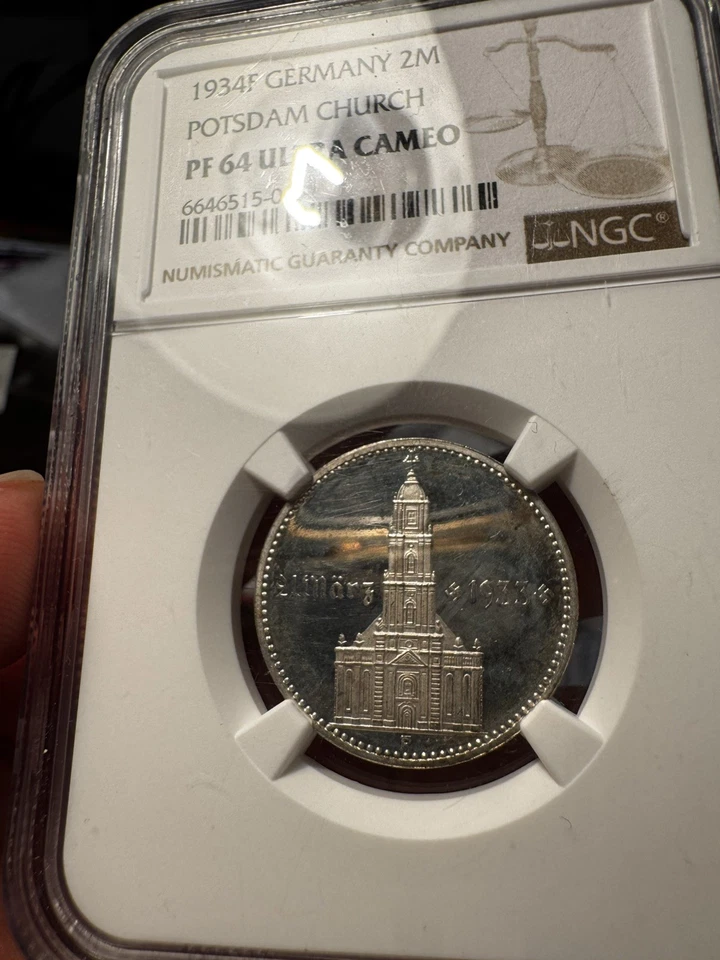 1934F GERMANY 2M
POTSDAM CHURCH
PF 64 ULTRA CAMEO
6646515-0
NUMISMATIC GUARANTY COMPANY
NGC®
21. März 1933
F